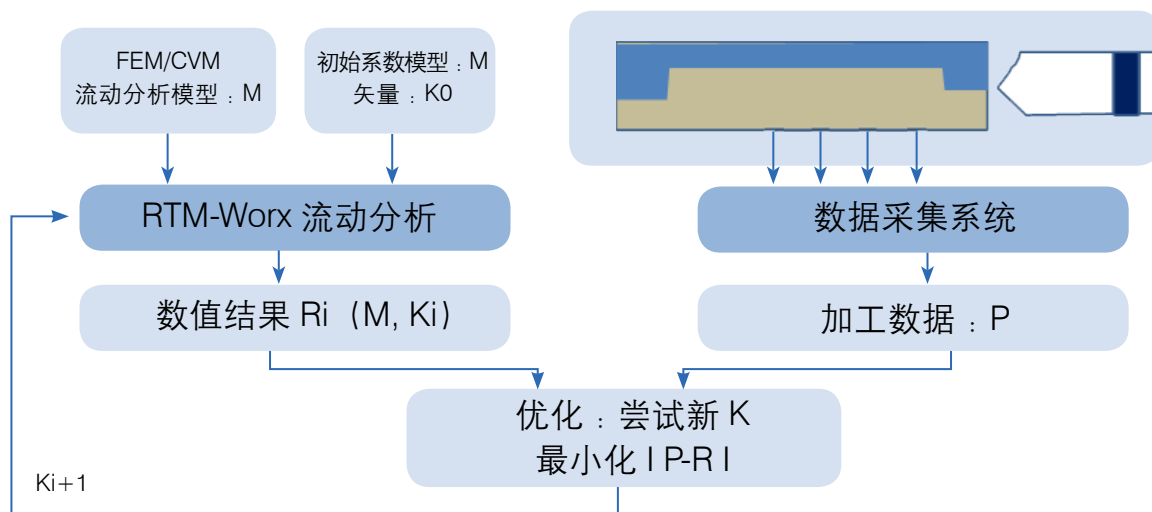 FEM/CVM
流动分析模型：M
初始系数模型：M
矢量：K0
RTM-Worx 流动分析
数据采集系统
数值结果 Ri（M, Ki）
加工数据：P
优化：尝试新 K
最小化 I P-R I
Ki+1